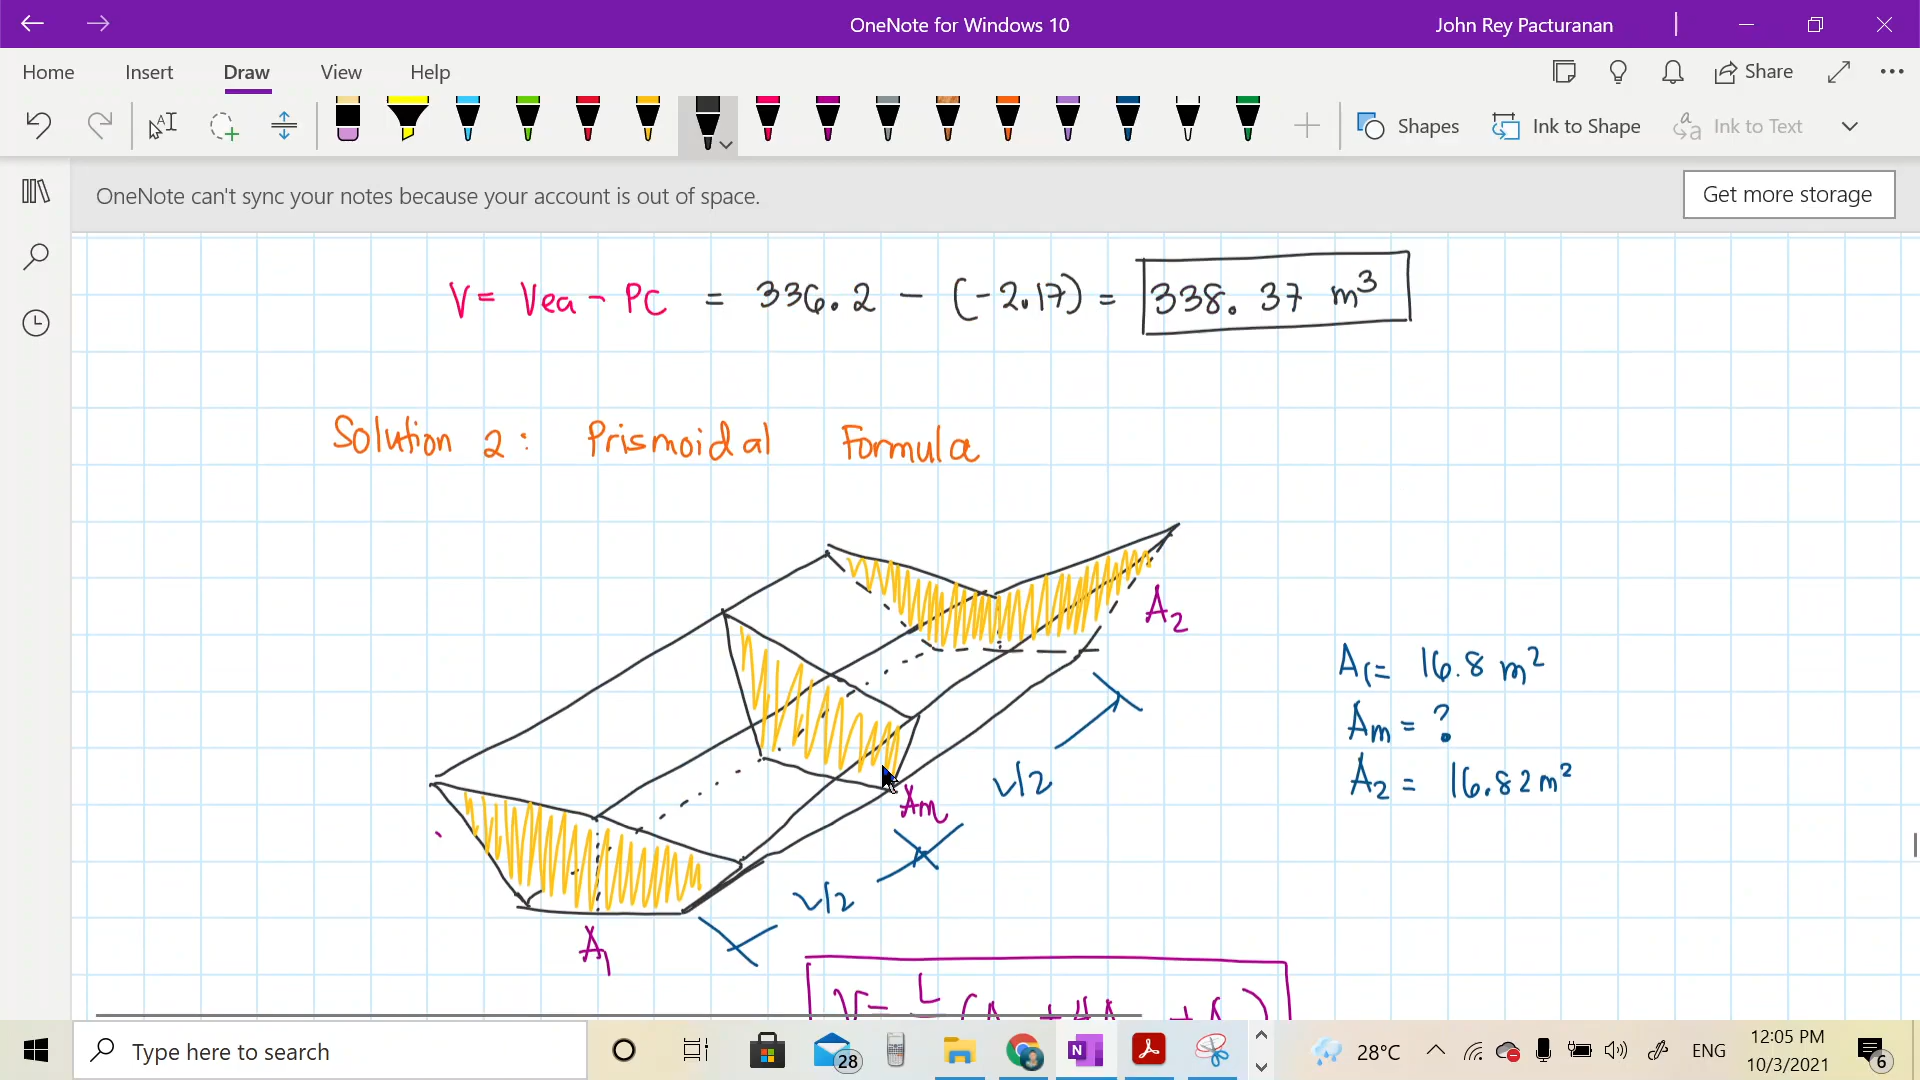 OneNote for Windows 10
John Rey Pacturanan
Home Insert Draw View Help
Share
Shapes
Ink to Shape
Ink to Text
OneNote can't sync your notes because your account is out of space.
Get more storage
V = Vea - PC = 336.2 - (-2.17) = 338.37 m³
Solution 2: Prismoidal Formula
A₂
A₁ = 16.8 m²
Am = ?
A₂ = 16.82 m²
L/2
Am
L/2
A₁
Type here to search
28
28°C
ENG
12:05 PM
10/3/2021
6